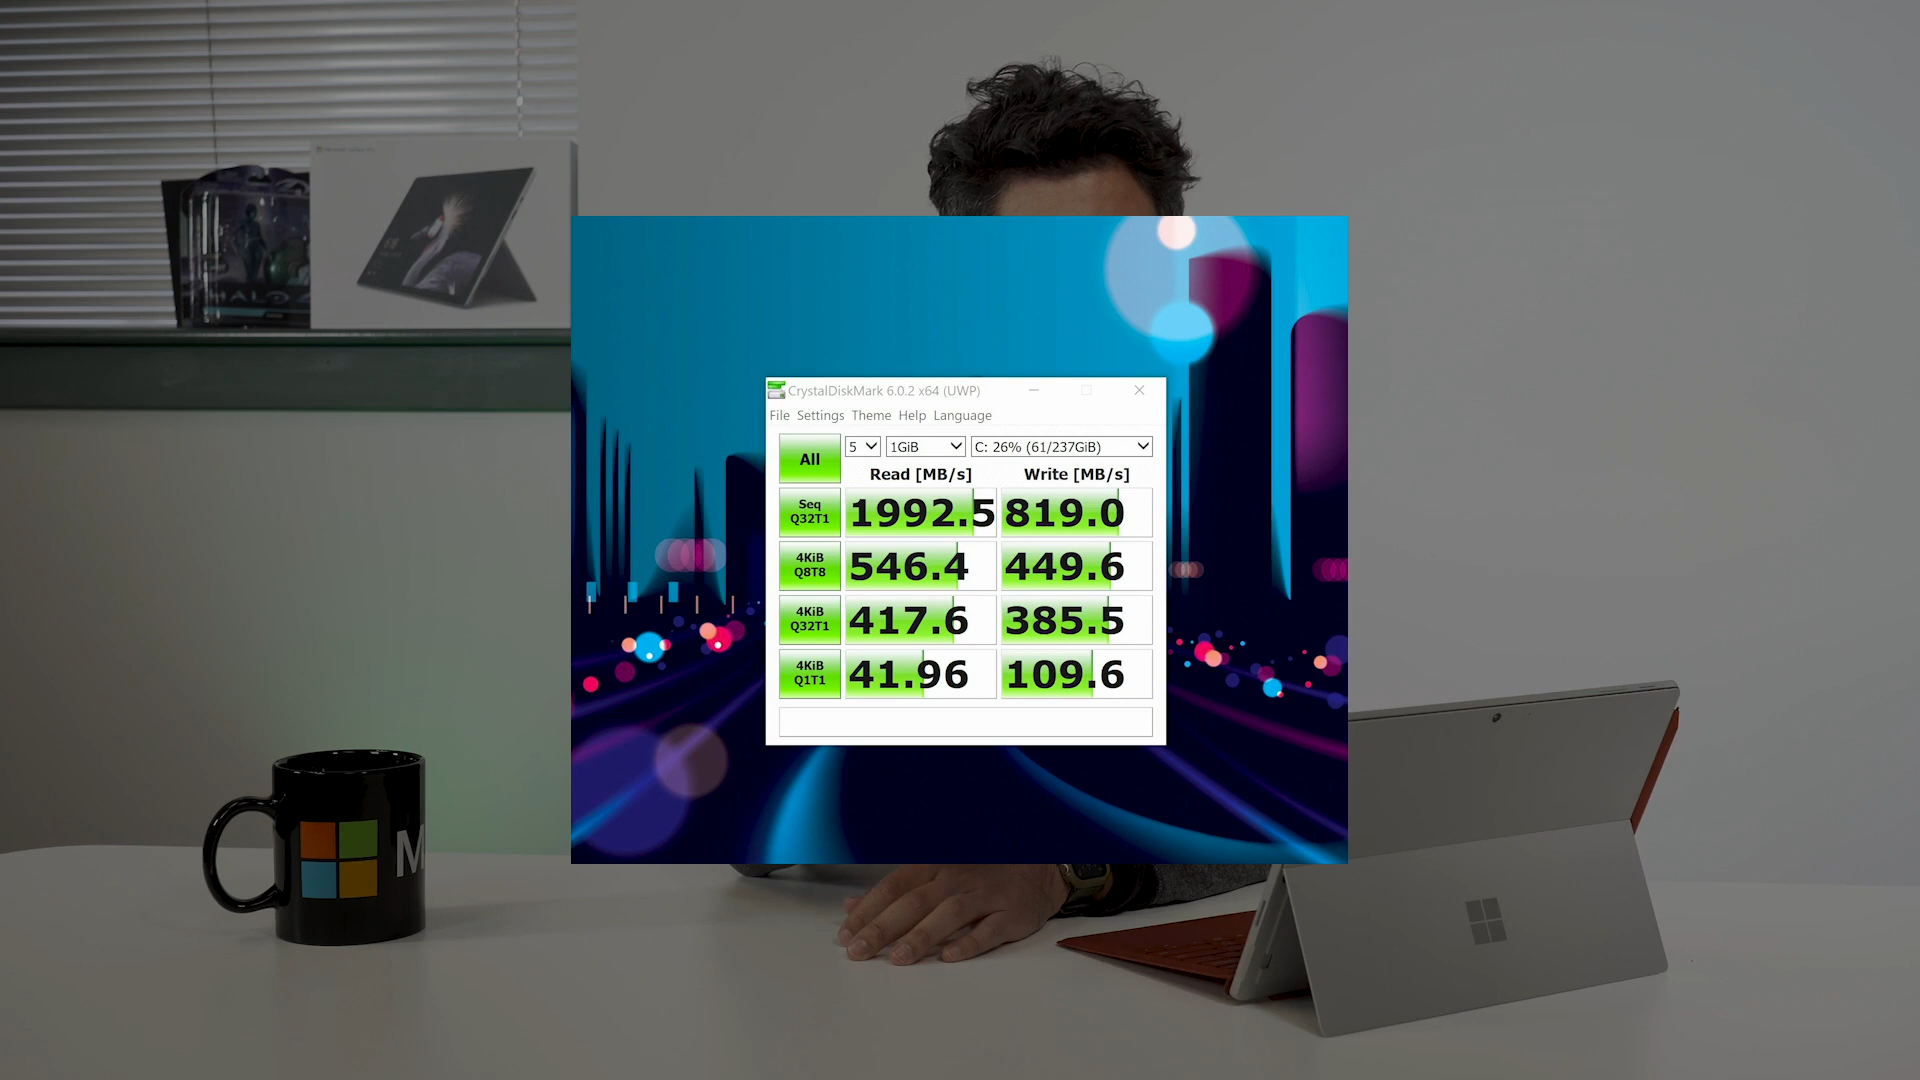 HALO
CrystalDiskMark 6.0.2 x64 (UWP)
File Settings Theme Help Language
All
5 1GiB C: 26% (61/237GiB)
Read [MB/s] Write [MB/s]
Seq
Q32T1
1992.5 819.0
4KiB
Q8T8
546.4 449.6
4KiB
Q32T1
417.6 385.5
4KiB
Q1T1
41.96 109.6
M